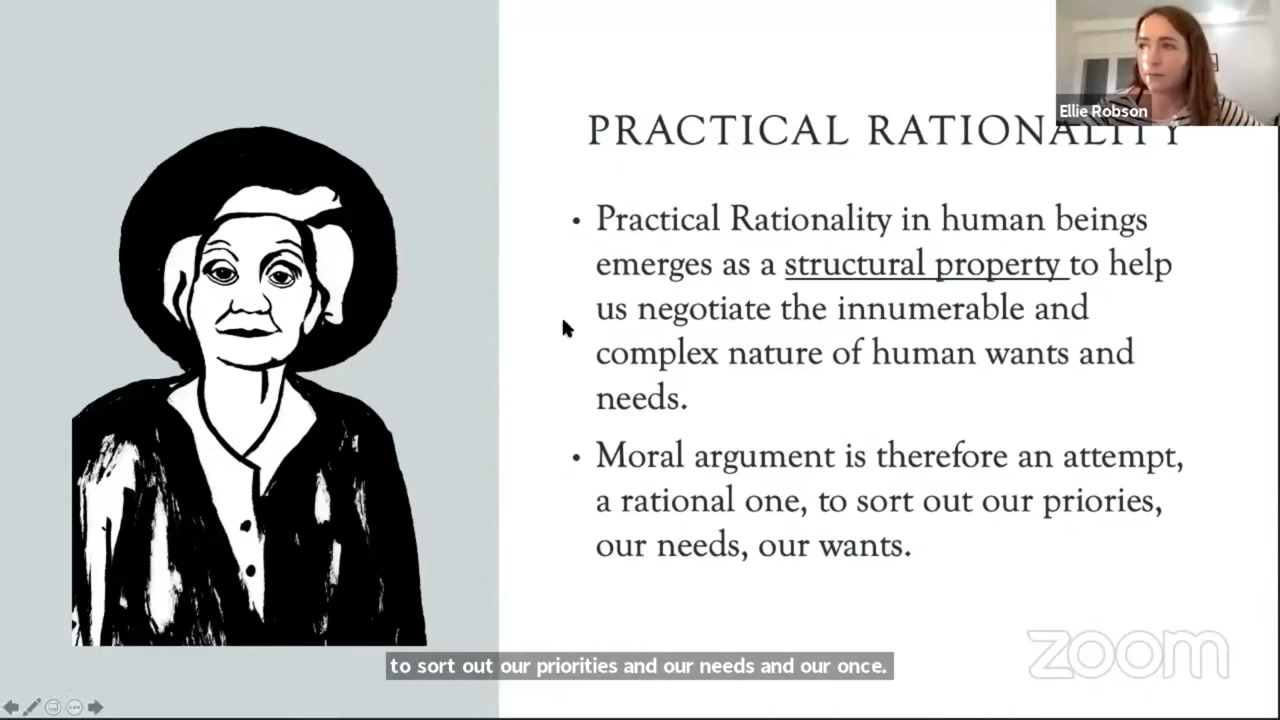 Ellie Robson
PRACTICAL RATIONALITY
• Practical Rationality in human beings
emerges as a structural property to help
us negotiate the innumerable and
complex nature of human wants and
needs.
• Moral argument is therefore an attempt,
a rational one, to sort out our priories,
our needs, our wants.
zoom
to sort out our priorities and our needs and our once.